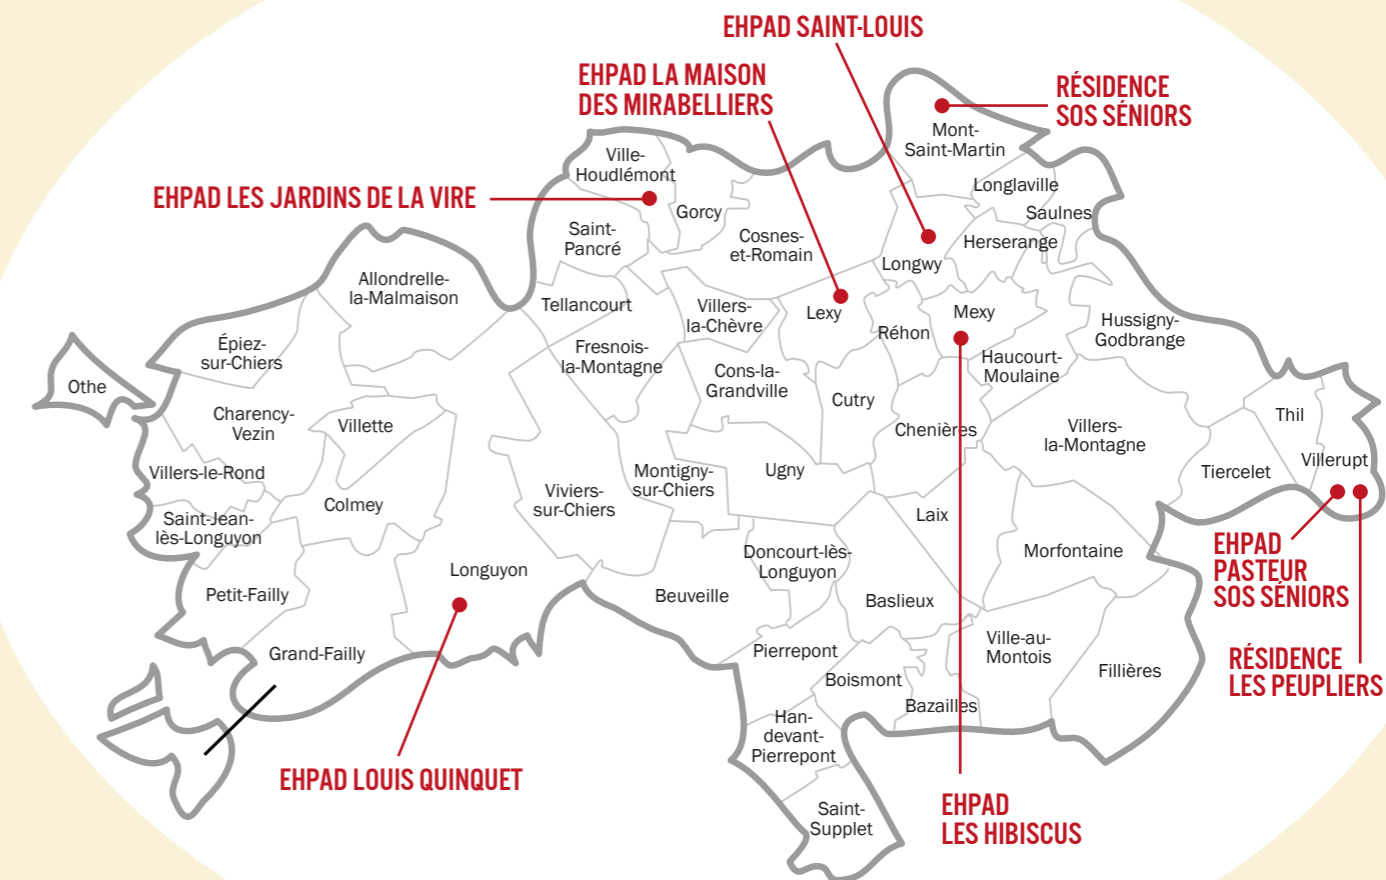 EHPAD SAINT-LOUIS
EHPAD LA MAISON
DES MIRABELLIERS
RÉSIDENCE
SOS SÉNIORS
Mont-
Saint-Martin
Ville-
Houdlémont
EHPAD LES JARDINS DE LA VIRE
Longlaville
Gorcy
Saulnes
Saint-
Pancré
Cosnes-
et-Romain
Herserange
Longwy
Allondrelle-
la-Malmaison
Tellancourt
Villers-
la-Chèvre
Lexy
Mexy
Réhon
Hussigny-
Godbrange
Épiez-
sur-Chiers
Fresnois-
la-Montagne
Haucourt-
Moulaine
Othe
Cons-la-
Grandville
Cutry
Charency-
Vezin
Villette
Chenières
Villers-
la-Montagne
Thil
Villers-le-Rond
Montigny-
sur-Chiers
Ugny
Tiercelet
Villerupt
Colmey
Viviers-
sur-Chiers
Laix
Saint-Jean-
lès-Longuyon
Doncourt-lès-
Longuyon
Morfontaine
EHPAD
PASTEUR
SOS SÉNIORS
Longuyon
Petit-Failly
Beuveille
Baslieux
Grand-Failly
Pierrepont
Ville-au-
Montois
Fillières
RÉSIDENCE
LES PEUPLIERS
Boismont
Bazailles
Han-
devant-
Pierrepont
EHPAD LOUIS QUINQUET
Saint-
Supplet
EHPAD
LES HIBISCUS